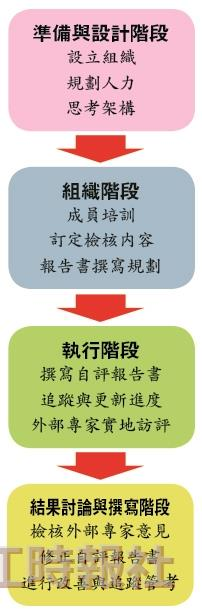 準備與設計階段
設立組織
規劃人力
思考架構
組織階段
成員培訓
訂定檢核內容
報告書撰寫規劃
執行階段
撰寫自評報告書
追蹤與更新進度
外部專家實地訪評
結果討論與撰寫階段
檢核外部專家意見
修正自評報告書
進行改善與追蹤管考
工時報社